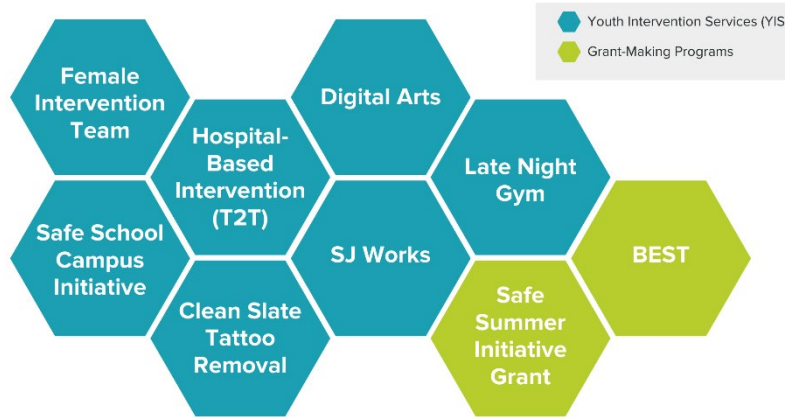 Youth Intervention Services (YIS
Grant-Making Programs
Female
Intervention
Team
Hospital-
Based
Intervention
(T2T)
Digital Arts
Late Night
Gym
Safe School
Campus
Initiative
Clean Slate
Tattoo
Removal
SJ Works
Safe
Summer
Initiative
Grant
BEST